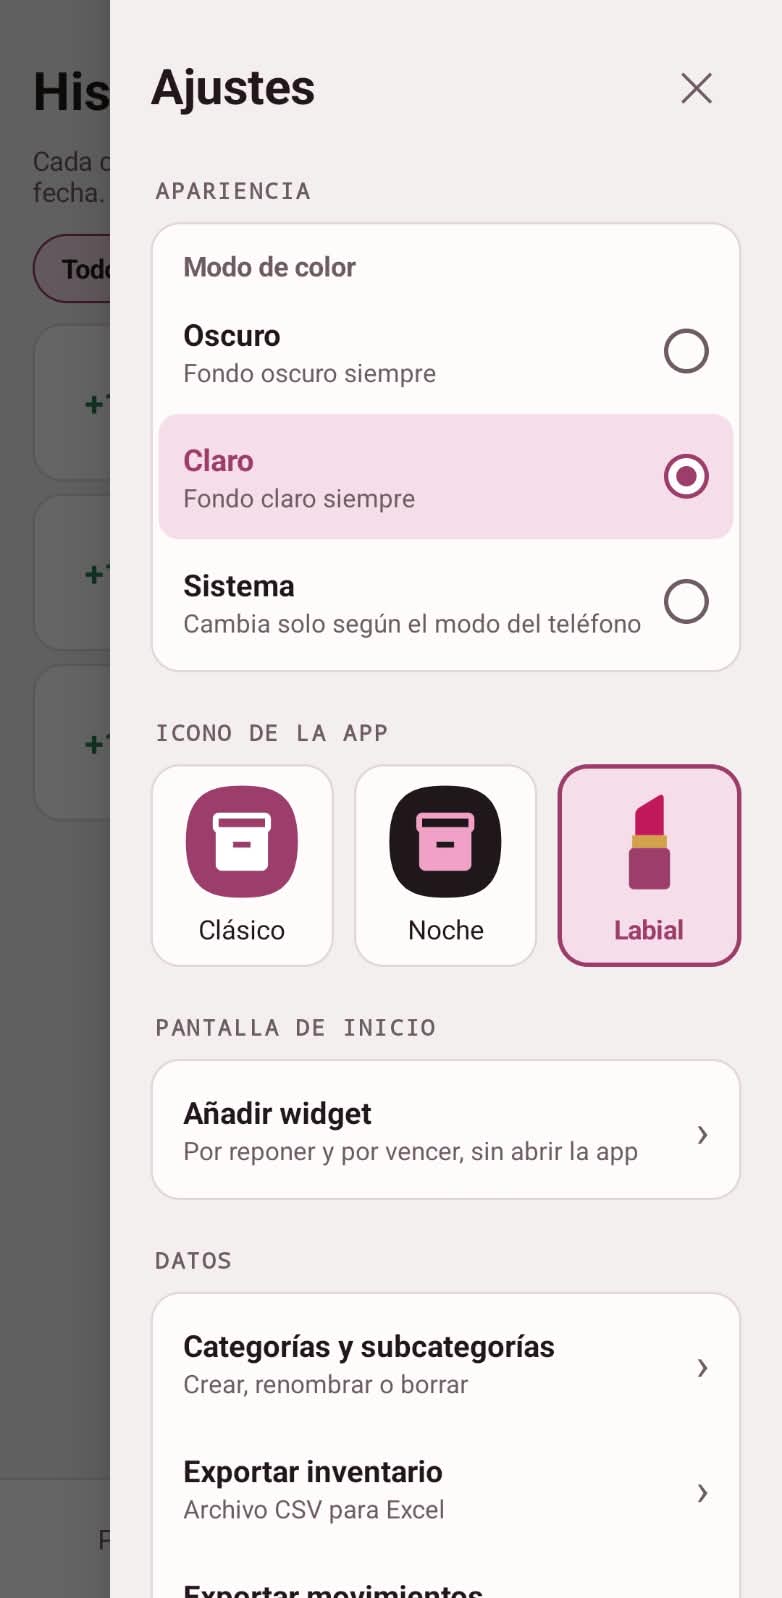 His
Cada
fecha.
Ajustes
APARIENCIA
Modo de color
Oscuro
Fondo oscuro siempre
Claro
Fondo claro siempre
Sistema
Cambia solo según el modo del teléfono
ICONO DE LA APP
Clásico
Noche
Labial
PANTALLA DE INICIO
Añadir widget
Por reponer y por vencer, sin abrir la app
DATOS
Categorías y subcategorías
Crear, renombrar o borrar
Exportar inventario
Archivo CSV para Excel
Exportar movimientos